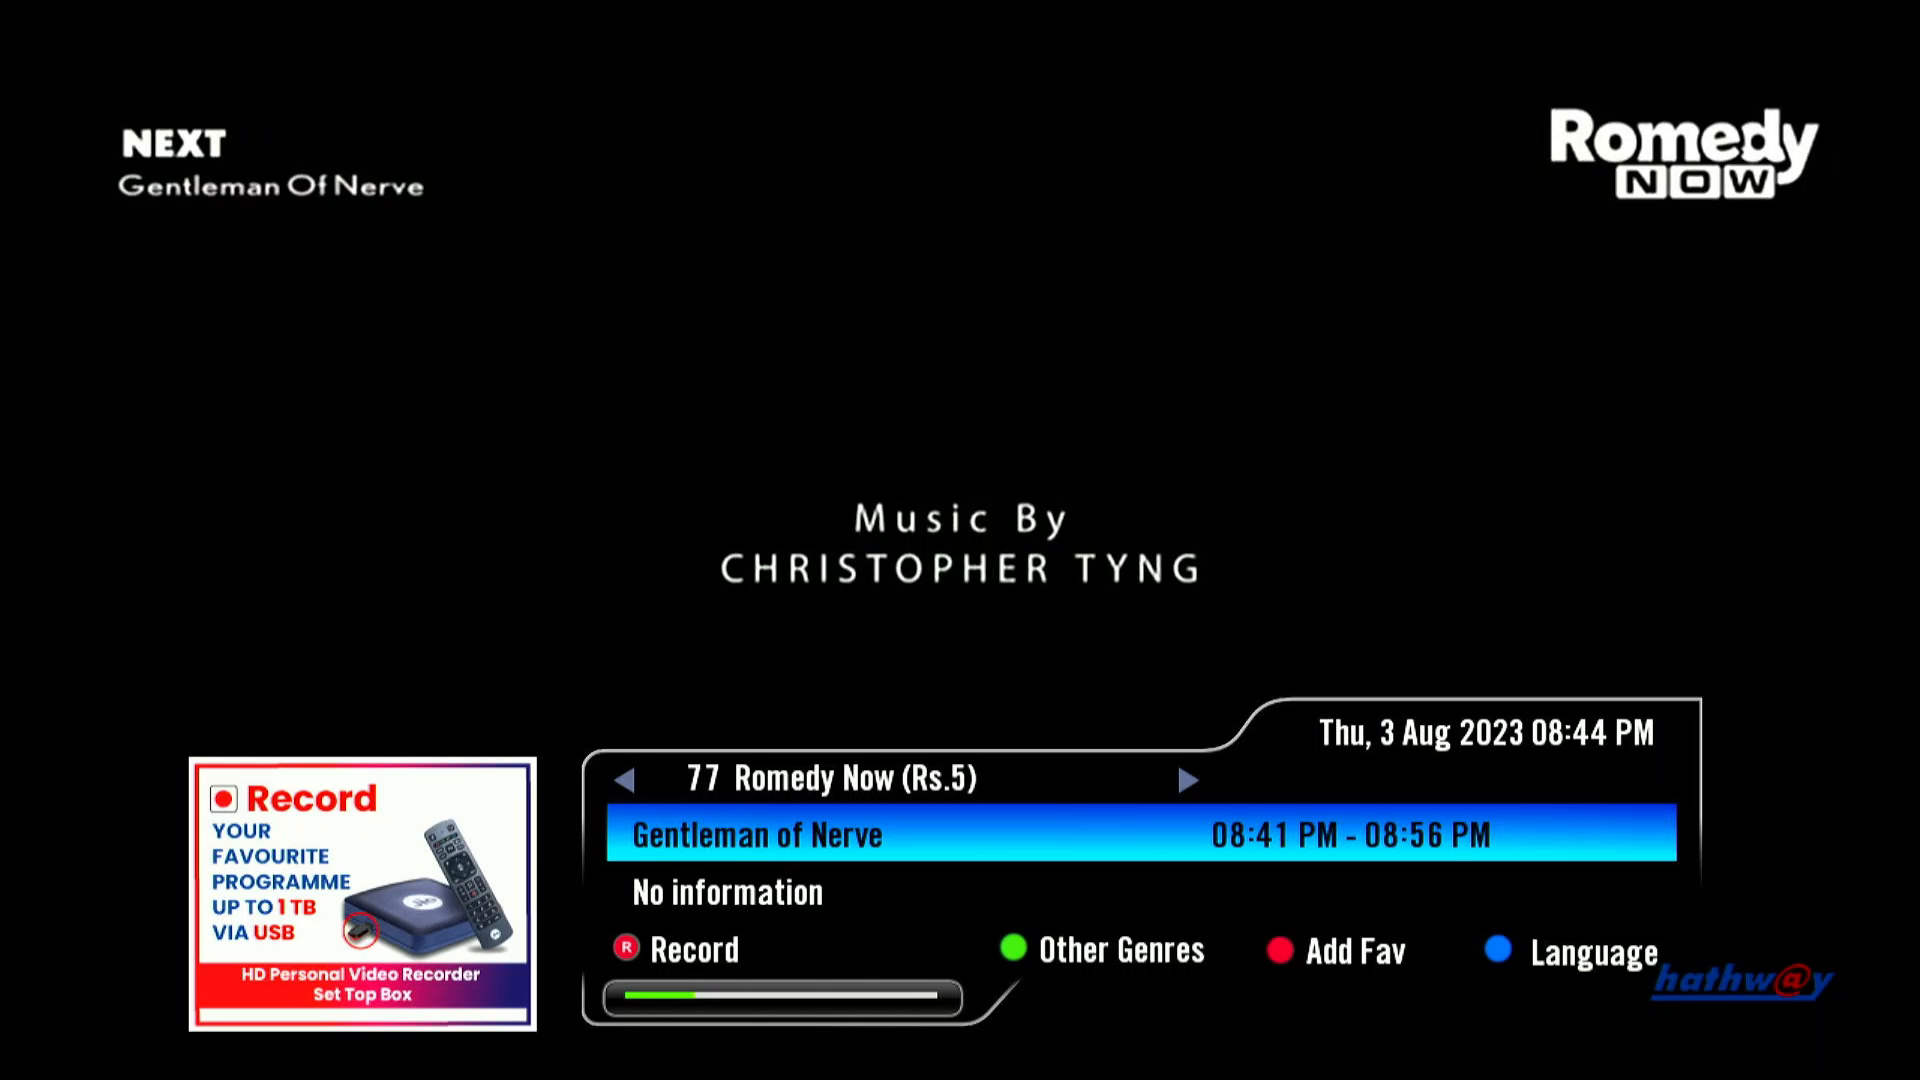 NEXT
Gentleman Of Nerve
Romedy
NOW
Music By
CHRISTOPHER TYNG
Thu, 3 Aug 2023 08:44 PM
77 Romedy Now (Rs.5)
Gentleman of Nerve 08:41 PM - 08:56 PM
No information
R Record Other Genres Add Fav Language
hathw@y
Record
YOUR
FAVOURITE
PROGRAMME
UP TO 1 TB
VIA USB
Jio
HD Personal Video Recorder
Set Top Box